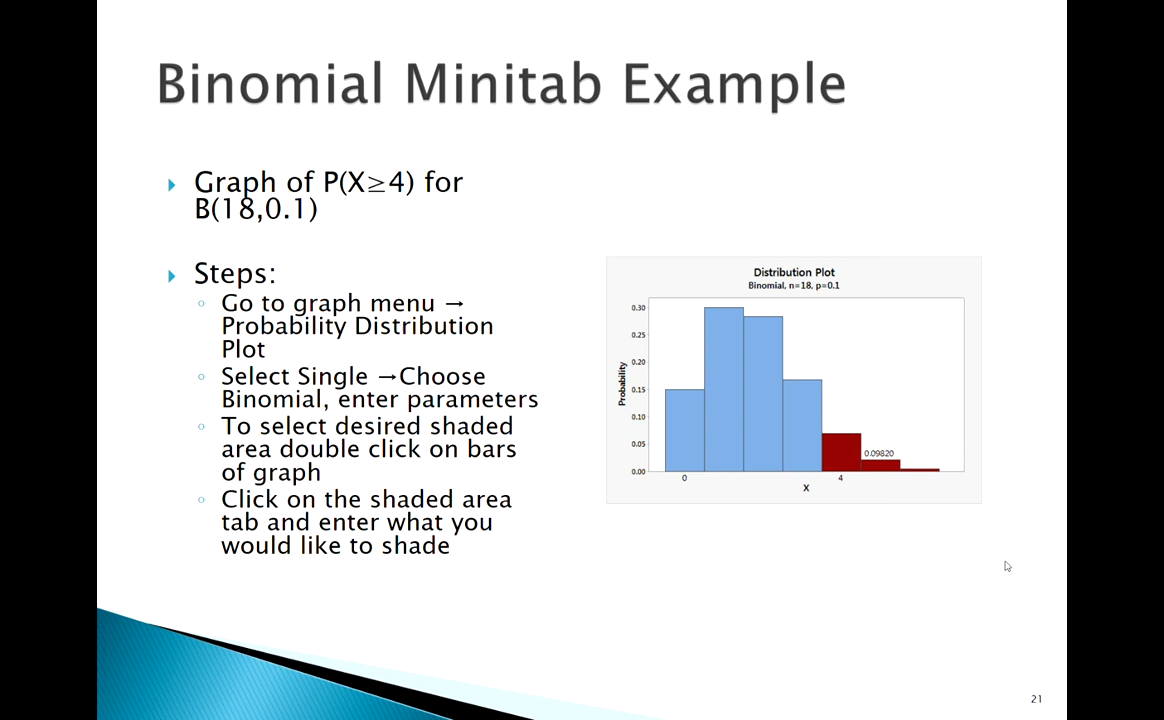 Binomial Minitab Example
Graph of P(X≥4) for
B(18,0.1)
Steps:
Go to graph menu →
Probability Distribution
Plot
Select Single →Choose
Binomial, enter parameters
To select desired shaded
area double click on bars
of graph
Click on the shaded area
tab and enter what you
would like to shade
Distribution Plot
Binomial, n=18, p=0.1
0.30
0.25
0.20
0.15
0.10
0.05
0.00
Probability
0.09820
0
4
X
21